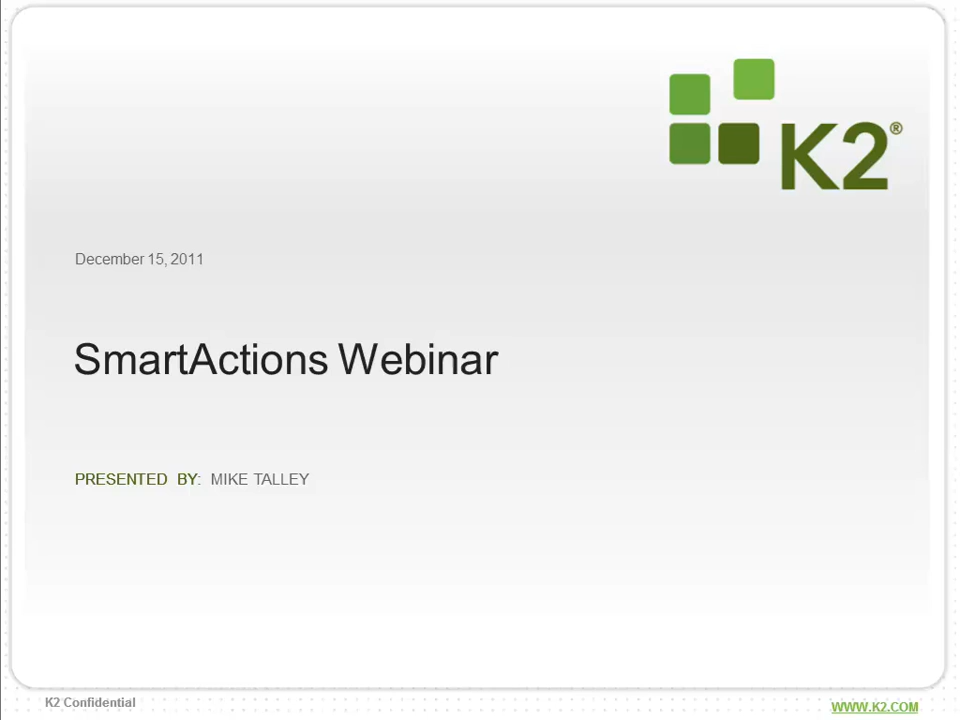 K2®
December 15, 2011
SmartActions Webinar
PRESENTED BY: MIKE TALLEY
K2 Confidential
WWW.K2.COM